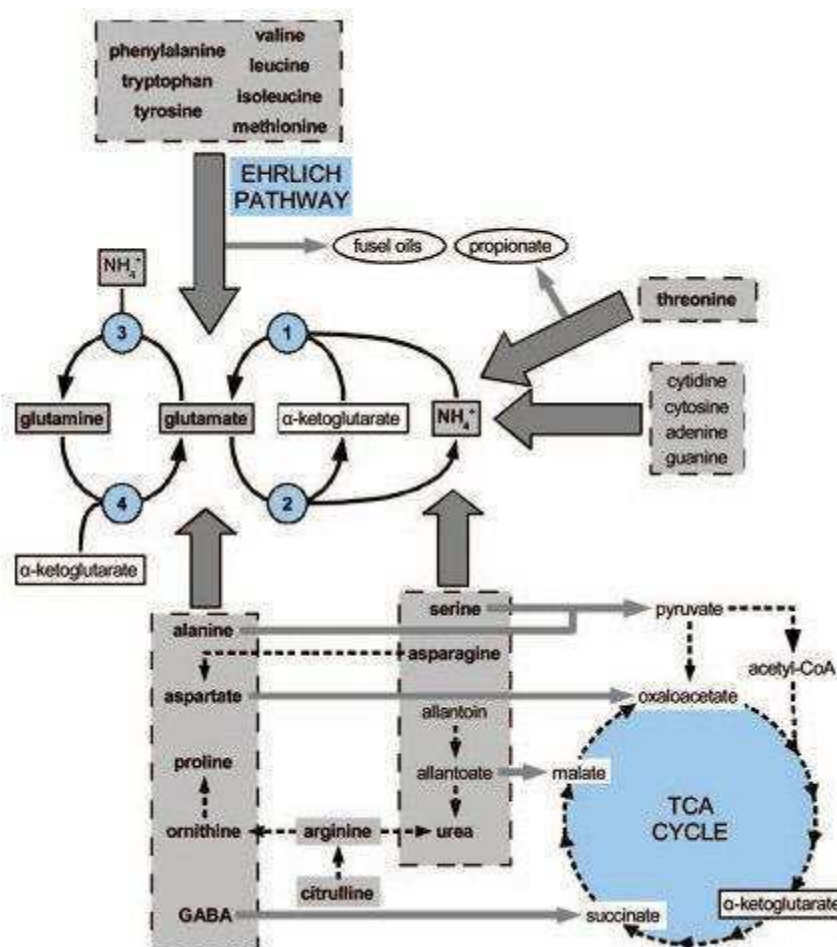 phenylalanine
tryptophan
tyrosine
valine
leucine
isoleucine
methionine
EHRLICH
PATHWAY
fusel oils
propionate
NH₄⁺
threonine
3
1
cytidine
cytosine
adenine
guanine
glutamine
glutamate
α-ketoglutarate
NH₄⁺
4
2
α-ketoglutarate
alanine
serine
pyruvate
asparagine
acetyl-CoA
aspartate
oxaloacetate
allantoin
proline
allantoate
malate
TCA
CYCLE
ornithine
arginine
urea
citrulline
α-ketoglutarate
GABA
succinate